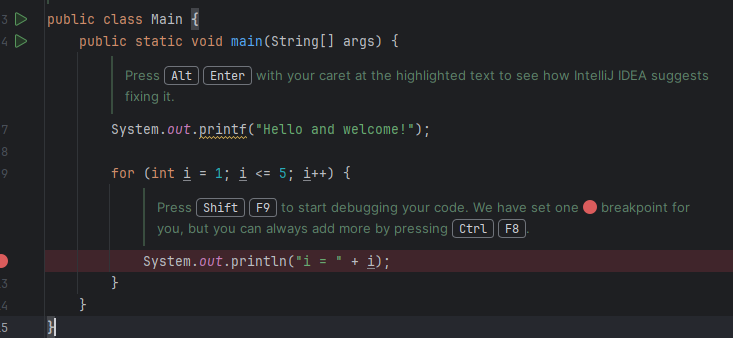 3 public class Main {
4 public static void main(String[] args) {
Press Alt Enter with your caret at the highlighted text to see how IntelliJ IDEA suggests
fixing it.
7 System.out.printf("Hello and welcome!");
8
9 for (int i = 1; i <= 5; i++) {
Press Shift F9 to start debugging your code. We have set one breakpoint for
you, but you can always add more by pressing Ctrl F8.
System.out.println("i = " + i);
3 }
4 }
5 }